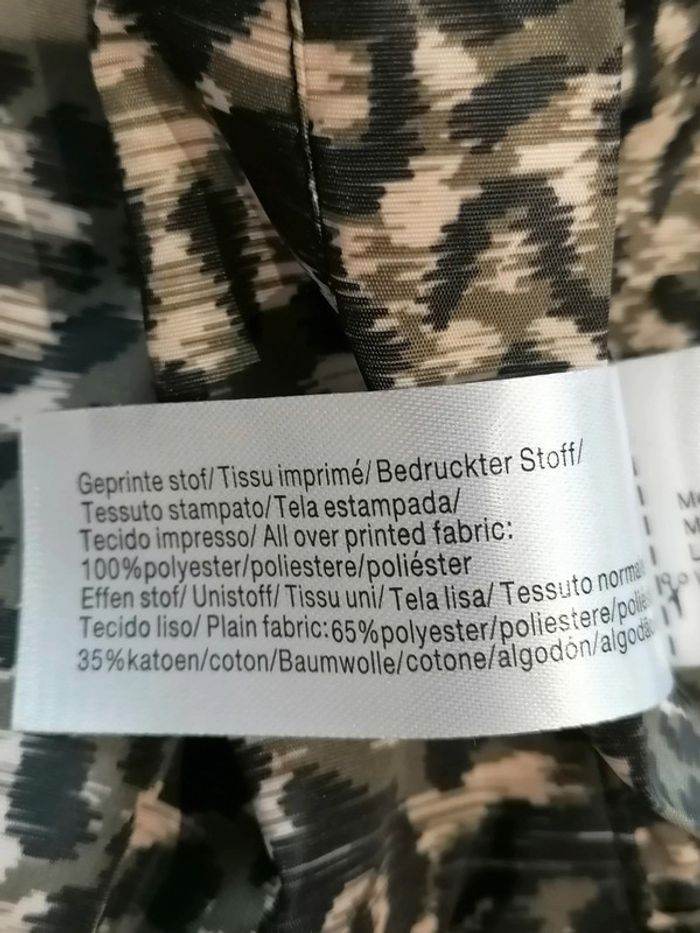 Geprinte stof/ Tissu imprimé/ Bedruckter Stoff/
Tessuto stampato/Tela estampada/
Tecido impresso/ All over printed fabric:
100%polyester/poliestere/poliéster
Effen stof/ Unistoff/ Tissu uni/ Tela lisa/ Tessuto
Tecido liso/ Plain fabric:65%polyester/poliestere/
35%katoen/coton/Baumwolle/cotone/algodón/